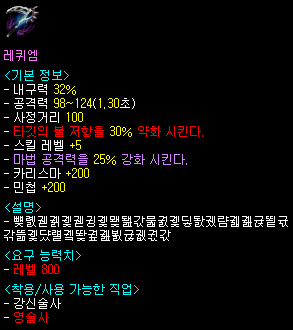 레퀴엠
<기본 정보>
- 내구력 32%
- 공격력 98~124(1.30초)
- 사정거리 100
- 타깃의 불 저항을 30% 약화 시킨다.
- 스킬 레벨 +5
- 마법 공격력을 25% 강화 시킨다.
- 카리스마 +200
- 민첩 +200
<설명>
<요구 능력치>
- 레벨 800
<착용/사용 가능한 직업>
- 강신술사
- 영술사